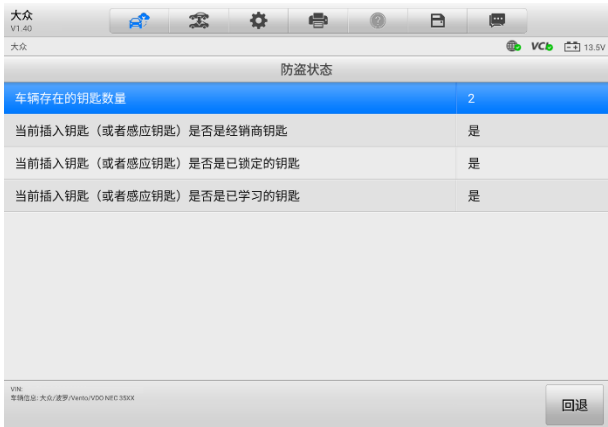 大众
V1.40
大众
VCI
13.5V
防盗状态
车辆存在的钥匙数量 2
当前插入钥匙（或者感应钥匙）是否是经销商钥匙 是
当前插入钥匙（或者感应钥匙）是否是已锁定的钥匙 是
当前插入钥匙（或者感应钥匙）是否是已学习的钥匙 是
VIN:
车辆信息: 大众/波罗/Vento/VDO NEC 35XX
回退